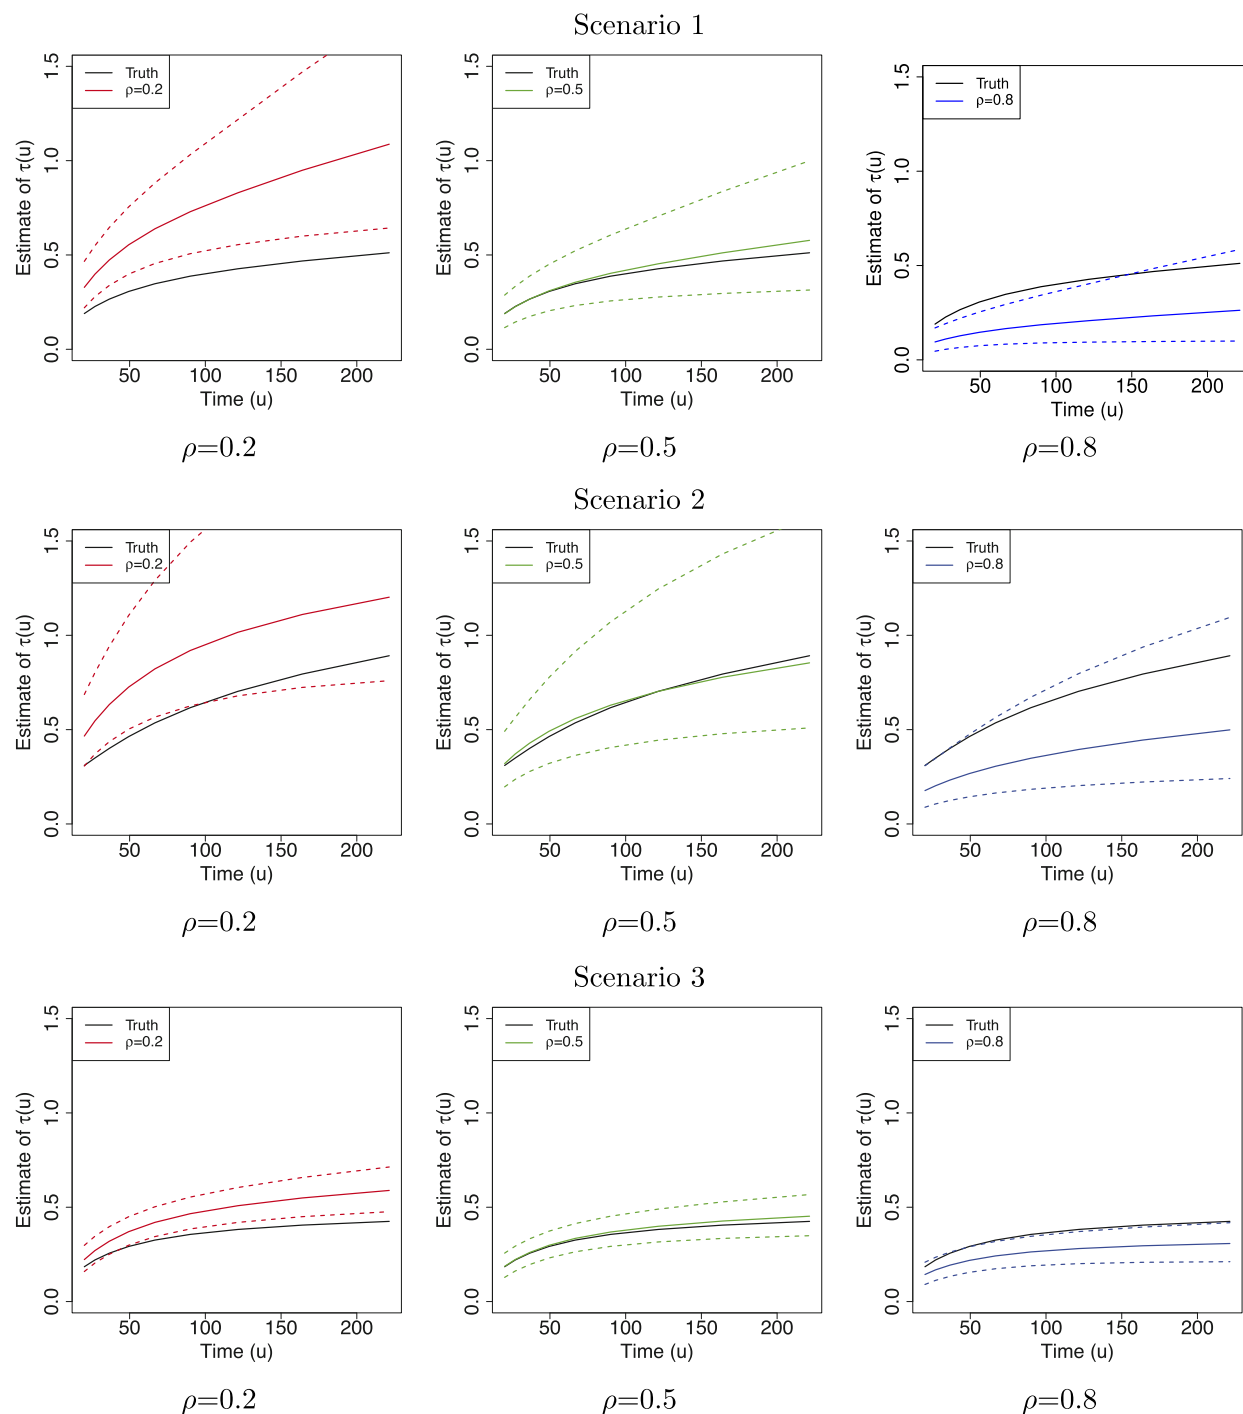 Scenario 1
Truth
ρ=0.2
Estimate of τ(u)
0.0 0.5 1.0 1.5
50 100 150 200
Time (u)
ρ=0.2
Truth
ρ=0.5
Estimate of τ(u)
0.0 0.5 1.0 1.5
50 100 150 200
Time (u)
ρ=0.5
Truth
ρ=0.8
Estimate of τ(u)
0.0 0.5 1.0 1.5
50 100 150 200
Time (u)
ρ=0.8
Scenario 2
Truth
ρ=0.2
Estimate of τ(u)
0.0 0.5 1.0 1.5
50 100 150 200
Time (u)
ρ=0.2
Truth
ρ=0.5
Estimate of τ(u)
0.0 0.5 1.0 1.5
50 100 150 200
Time (u)
ρ=0.5
Truth
ρ=0.8
Estimate of τ(u)
0.0 0.5 1.0 1.5
50 100 150 200
Time (u)
ρ=0.8
Scenario 3
Truth
ρ=0.2
Estimate of τ(u)
0.0 0.5 1.0 1.5
50 100 150 200
Time (u)
ρ=0.2
Truth
ρ=0.5
Estimate of τ(u)
0.0 0.5 1.0 1.5
50 100 150 200
Time (u)
ρ=0.5
Truth
ρ=0.8
Estimate of τ(u)
0.0 0.5 1.0 1.5
50 100 150 200
Time (u)
ρ=0.8